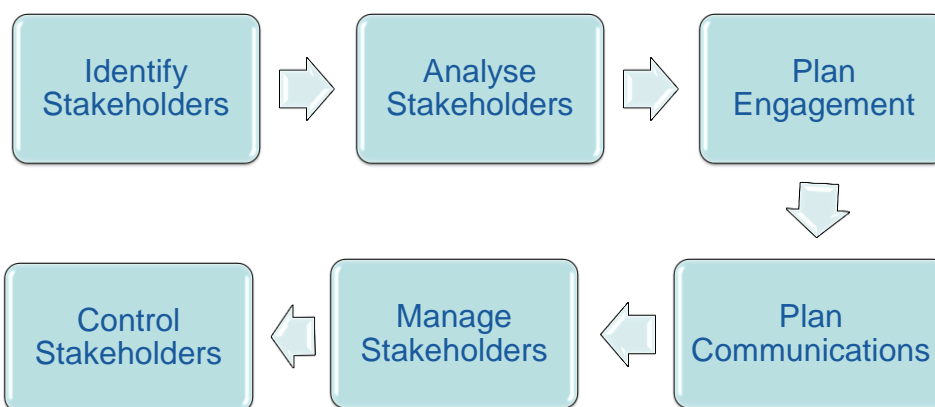 Identify
Stakeholders
Analyse
Stakeholders
Plan
Engagement
Plan
Communications
Manage
Stakeholders
Control
Stakeholders